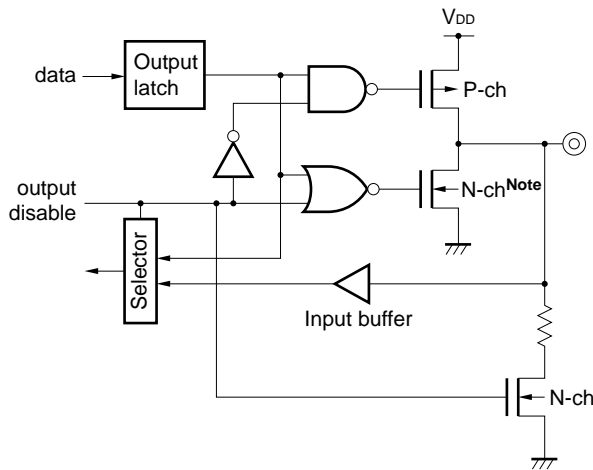 VDD
data
Output
latch
P-ch
output
disable
N-chNote
Selector
Input buffer
N-ch